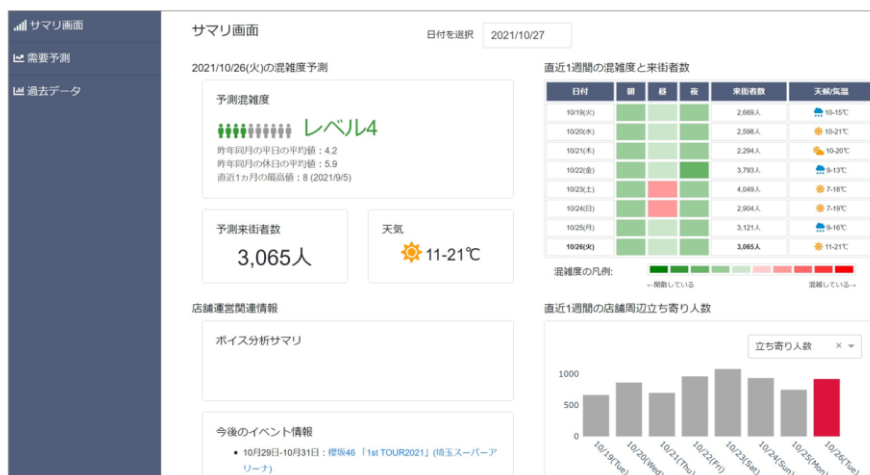 サマリ画面
需要予測
過去データ
サマリ画面
日付を選択 2021/10/27
2021/10/26(火)の混雑度予測
予測混雑度
レベル4
昨年同月の平日の平均値：4.2
昨年同月の休日の平均値：5.9
直近1ヵ月の最高値：8 (2021/9/5)
予測来街者数
3,065人
天気
11-21℃
店舗運営関連情報
ボイス分析サマリ
今後のイベント情報
10月29日-10月31日：櫻坂46 「1st TOUR2021」(埼玉スーパーア
リーナ)
直近1週間の混雑度と来街者数
日付 朝 昼 夜 来街者数 天候/気温
10/19(火) 2,669人 10-15℃
10/20(水) 2,598人 10-21℃
10/21(木) 2,294人 10-20℃
10/22(金) 3,793人 9-13℃
10/23(土) 4,049人 7-18℃
10/24(日) 2,904人 7-19℃
10/25(月) 3,121人 9-16℃
10/26(火) 3,065人 11-21℃
混雑度の凡例:
←閑散している 混雑している→
直近1週間の店舗周辺立ち寄り人数
立ち寄り人数 × ▼
1000
500
0
10/19(Tue) 10/20(Wed) 10/21(Thu) 10/22(Fri) 10/23(Sat) 10/24(Sun) 10/25(Mon) 10/26(Tue)